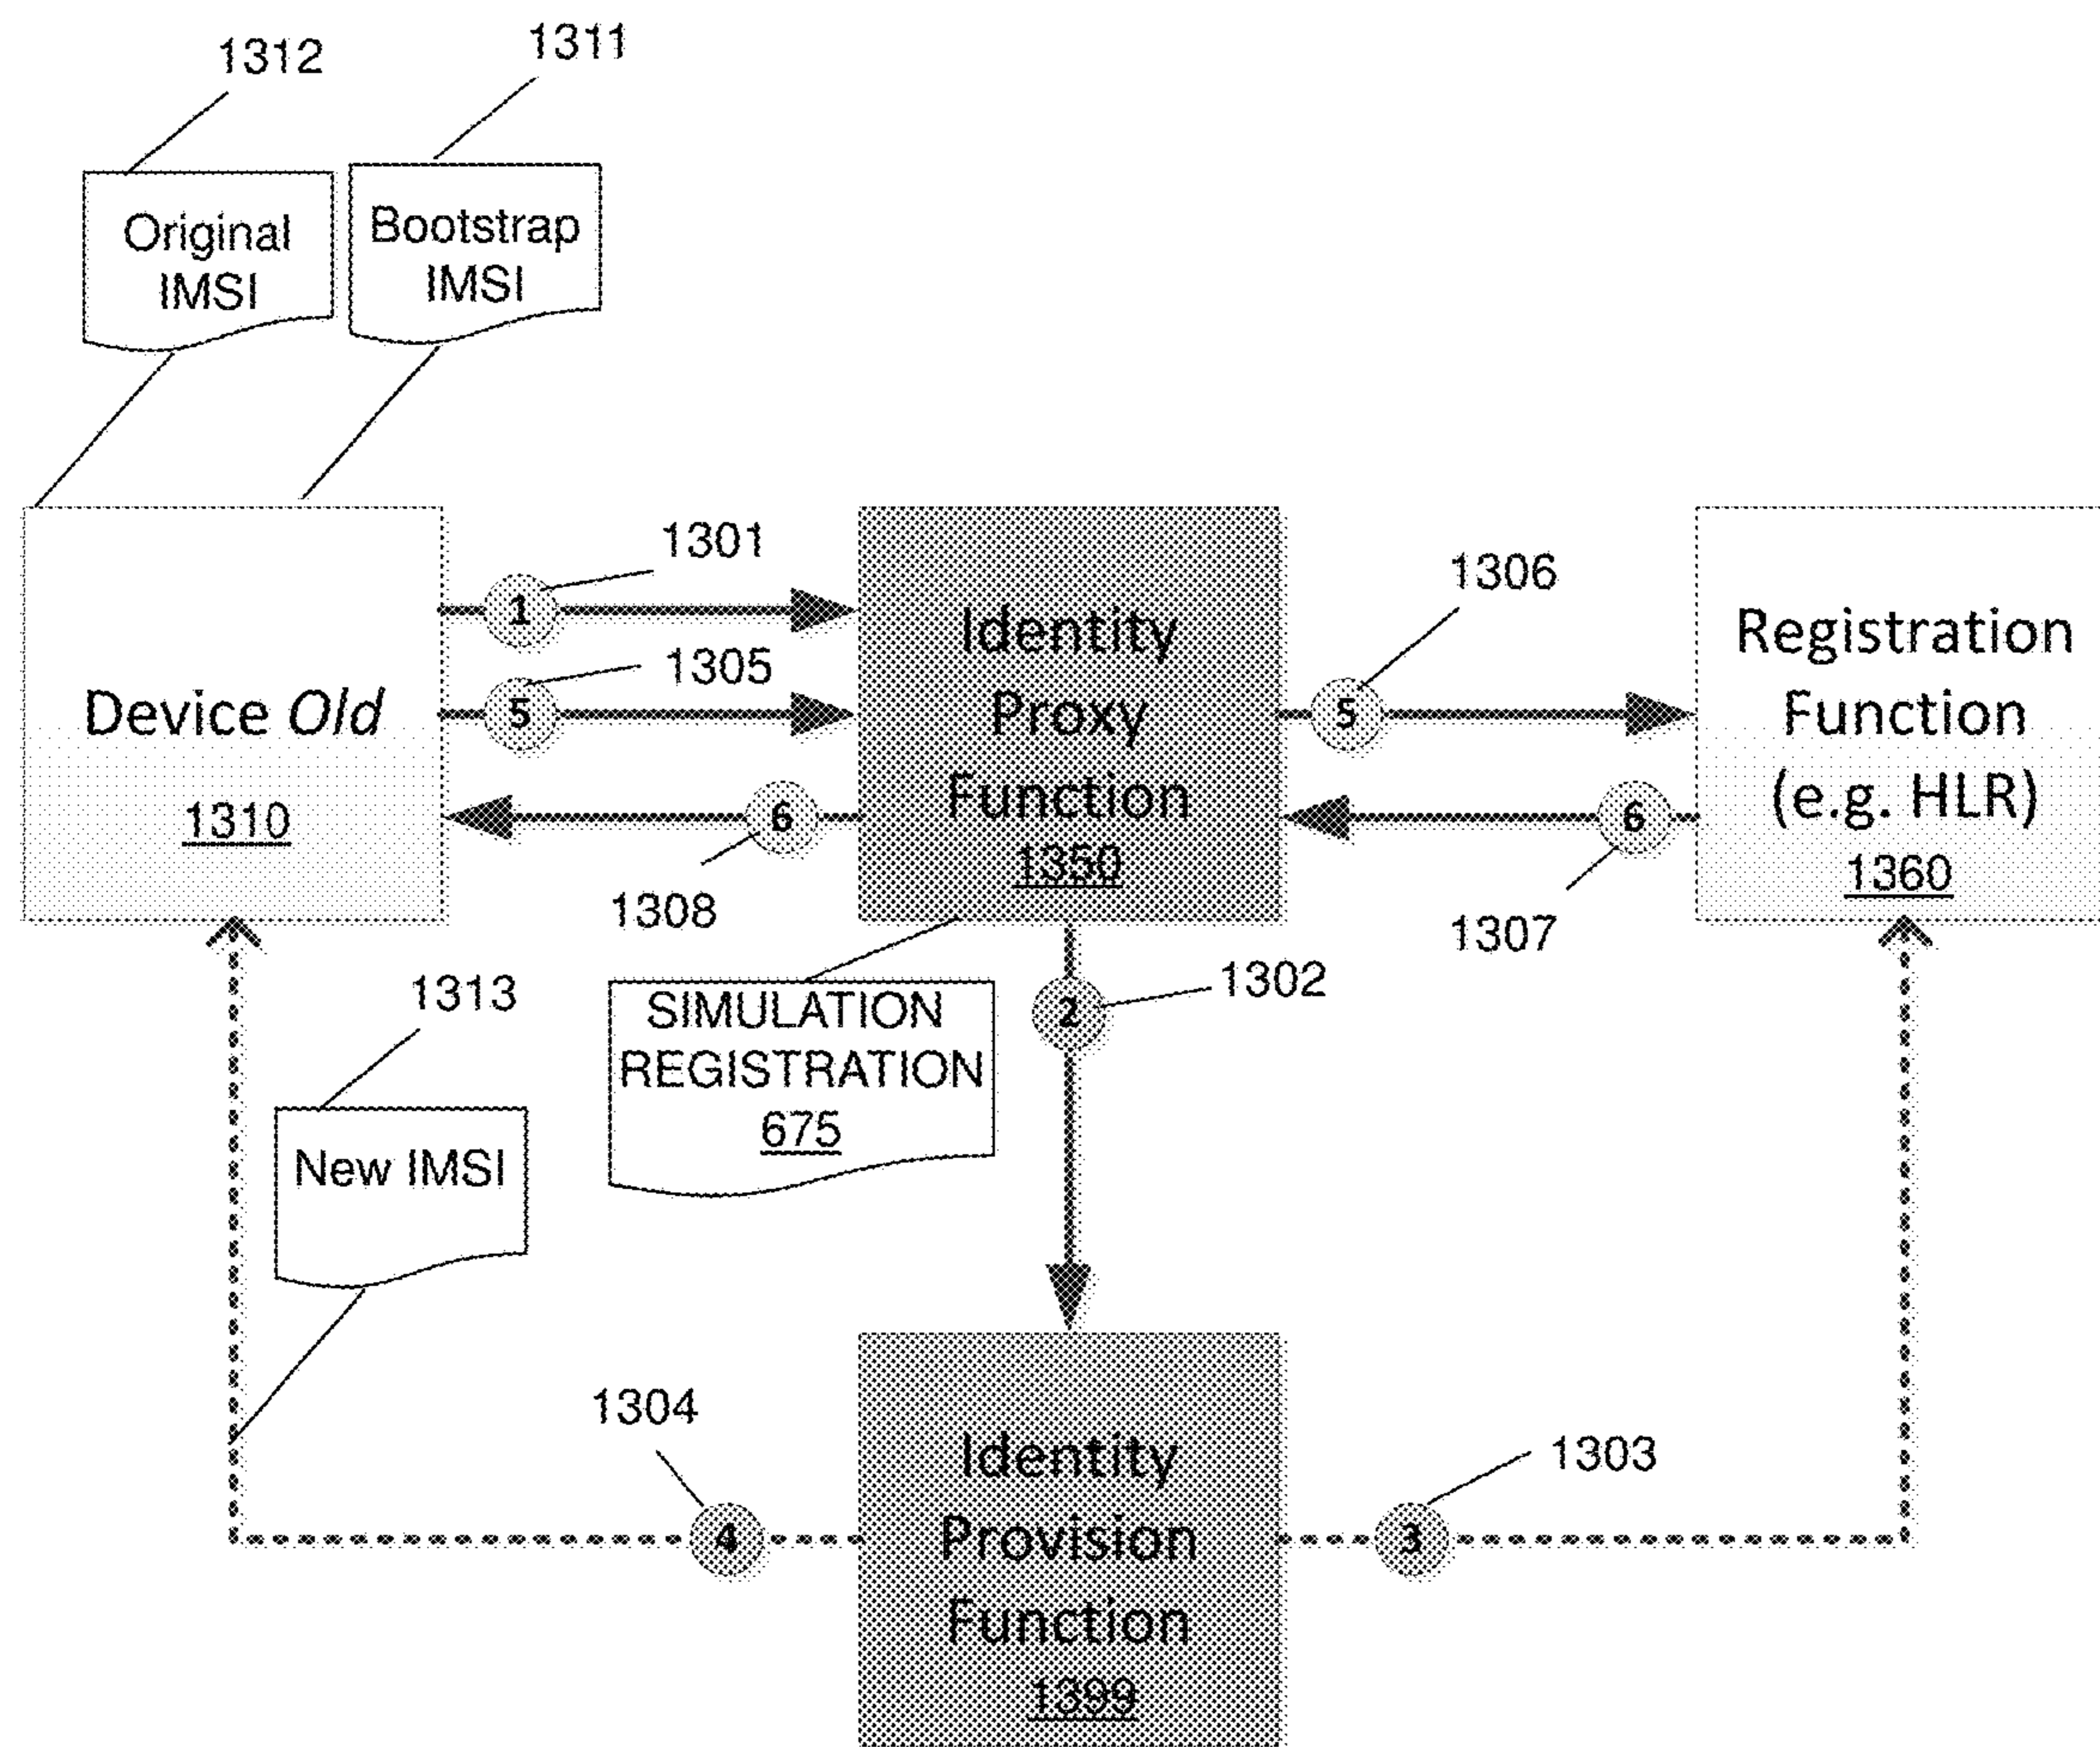 1312
1311
Original
IMSI
Bootstrap
IMSI
1301
1
1305
5
1306
5
Device Old
1310
Identity
Proxy
Function
1350
Registration
Function
(e.g. HLR)
1360
6
1308
6
1307
1313
New IMSI
SIMULATION
REGISTRATION
675
2
1302
1304
4
Identity
Provision
Function
1399
1303
3